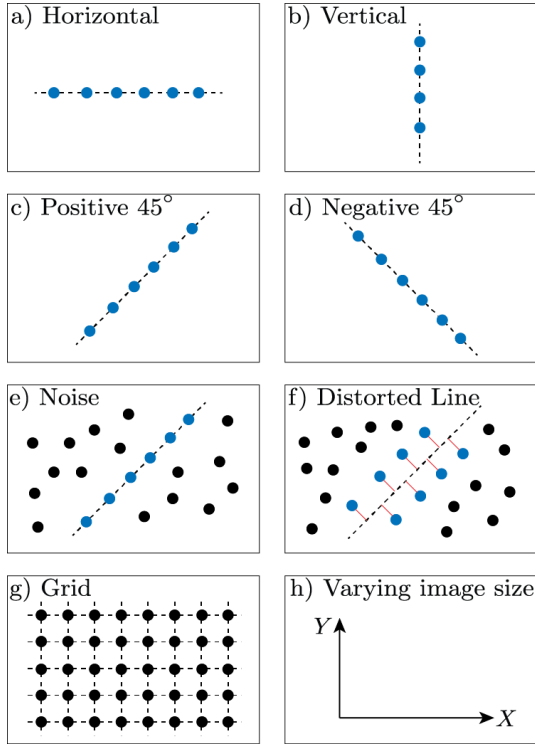 a) Horizontal
b) Vertical
c) Positive 45°
d) Negative 45°
e) Noise
f) Distorted Line
g) Grid
h) Varying image size
Y
X